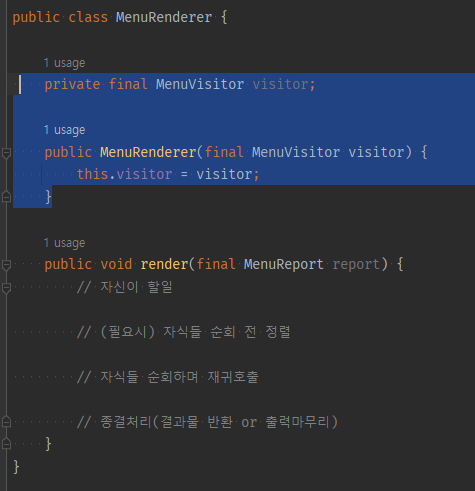 public class MenuRenderer {
1 usage
private final MenuVisitor visitor;
1 usage
public MenuRenderer(final MenuVisitor visitor) {
this.visitor = visitor;
}
1 usage
public void render(final MenuReport report) {
// 자신이 할일
// (필요시) 자식들 순회 전 정렬
// 자식들 순회하며 재귀호출
// 종결처리(결과물 반환 or 출력마무리)
}
}